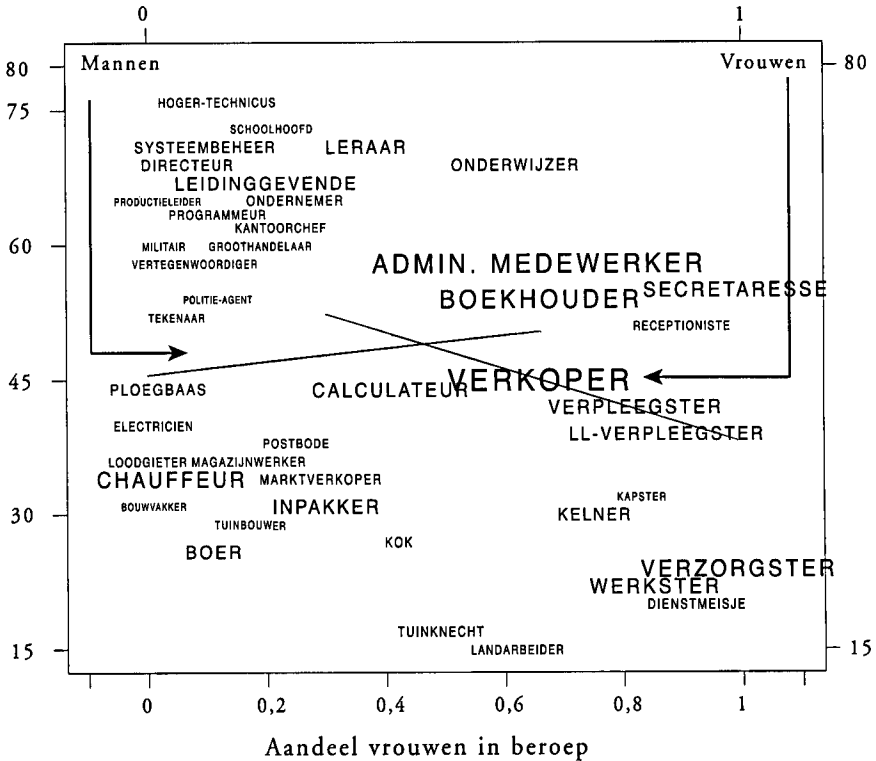 0 1
80 Mannen Vrouwen 80
75
HOGER-TECHNICUS
SCHOOLHOOFD
SYSTEEMBEHEER LERAAR
DIRECTEUR ONDERWIJZER
LEIDINGGEVENDE
PRODUCTIELEIDER ONDERNEMER
PROGRAMMEUR
KANTOORCHEF
60 MILITAIR GROOTHANDELAAR
VERTEGENWOORDIGER ADMIN. MEDEWERKER
POLITIE-AGENT BOEKHOUDER SECRETARESSE
TEKENAAR RECEPTIONISTE
45 PLOEGBAAS CALCULATEUR VERKOPER
VERPLEEGSTER
ELECTRICIEN LL-VERPLEEGSTER
POSTBODE
LOODGIETER MAGAZIJNWERKER
CHAUFFEUR MARKTVERKOPER
KAPSTER
30 BOUWVAKKER INPAKKER KELNER
TUINBOUWER
BOER KOK
VERZORGSTER
WERKSTER
DIENSTMEISJE
TUINKNECHT
15 LANDARBEIDER 15
0 0,2 0,4 0,6 0,8 1
Aandeel vrouwen in beroep